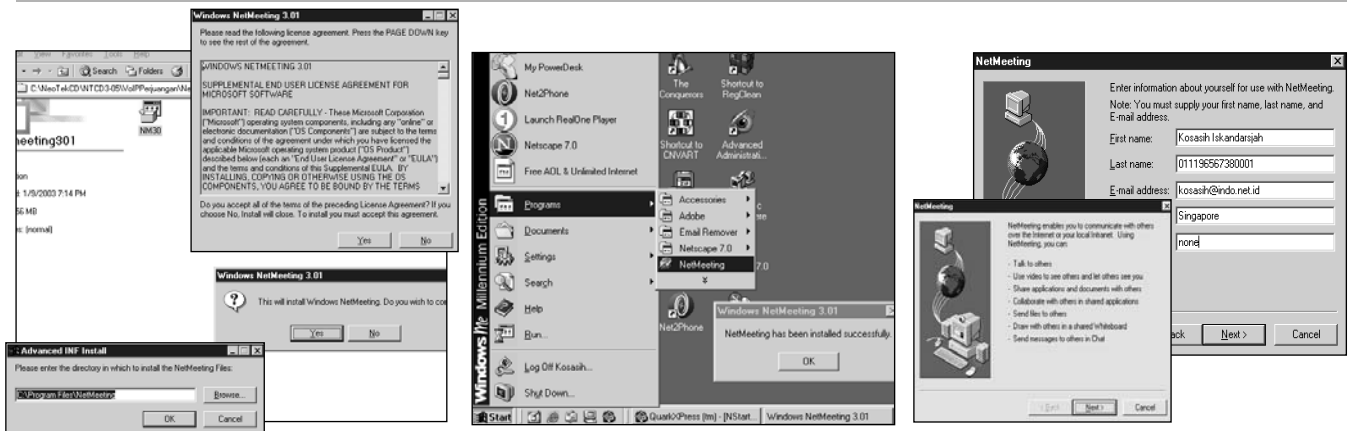 View Favorites Tools Help
Search Folders
C:\NeoTekCD\NTCD3-05\VoIPPerjuangan\Ne
NM30
eeting301
1/9/2003 7:14 PM
56 MB
(normal)
Windows NetMeeting 3.01
Please read the following license agreement. Press the PAGE DOWN key
to see the rest of the agreement.
WINDOWS NETMEETING 3.01
SUPPLEMENTAL END USER LICENSE AGREEMENT FOR
MICROSOFT SOFTWARE
IMPORTANT: READ CAREFULLY - These Microsoft Corporation
("Microsoft") operating system components, including any "online" or
electronic documentation ("OS Components") are subject to the terms
and conditions of the agreement under which you have licensed the
applicable Microsoft operating system product ("OS Product")
described below (each an "End User License Agreement" or "EULA")
and the terms and conditions of this Supplemental EULA. BY
INSTALLING, COPYING OR OTHERWISE USING THE OS
COMPONENTS, YOU AGREE TO BE BOUND BY THE TERMS
Do you accept all of the terms of the preceding License Agreement? If you
choose No, Install will close. To install you must accept this agreement.
Yes No
Windows NetMeeting 3.01
This will install Windows NetMeeting. Do you wish to co
Yes No
Advanced INF Install
Please enter the directory in which to install the NetMeeting Files:
C:\Program Files\NetMeeting
Browse...
OK Cancel
Windows Me Millennium Edition
My PowerDesk
Net2Phone
Launch RealOne Player
Netscape 7.0
Free AOL & Unlimited Internet
Programs
Documents
Settings
Search
Help
Run...
Log Off Kosasih...
Shut Down...
Accessories
Adobe
Email Remover
Netscape 7.0
NetMeeting
The Conquerors
Shortcut to RegClean
Shortcut to CNVART
Advanced Administrati...
7.0
Net2Phone
Windows NetMeeting 3.01
NetMeeting has been installed successfully.
OK
Start
QuarkXPress (tm) - [NStart...
Windows NetMeeting 3.01
NetMeeting
Enter information about yourself for use with NetMeeting.
Note: You must supply your first name, last name, and
E-mail address.
First name: Kosasih Iskandarsjah
Last name: 011196567380001
E-mail address: kosasih@indo.net.id
Singapore
none
ack Next > Cancel
NetMeeting
NetMeeting enables you to communicate with others
over the Internet or your local Intranet. Using
NetMeeting, you can:
- Talk to others
- Use video to see others and let others see you
- Share applications and documents with others
- Collaborate with others in shared applications
- Send files to others
- Draw with others in a shared Whiteboard
- Send messages to others in Chat
< Back Next > Cancel